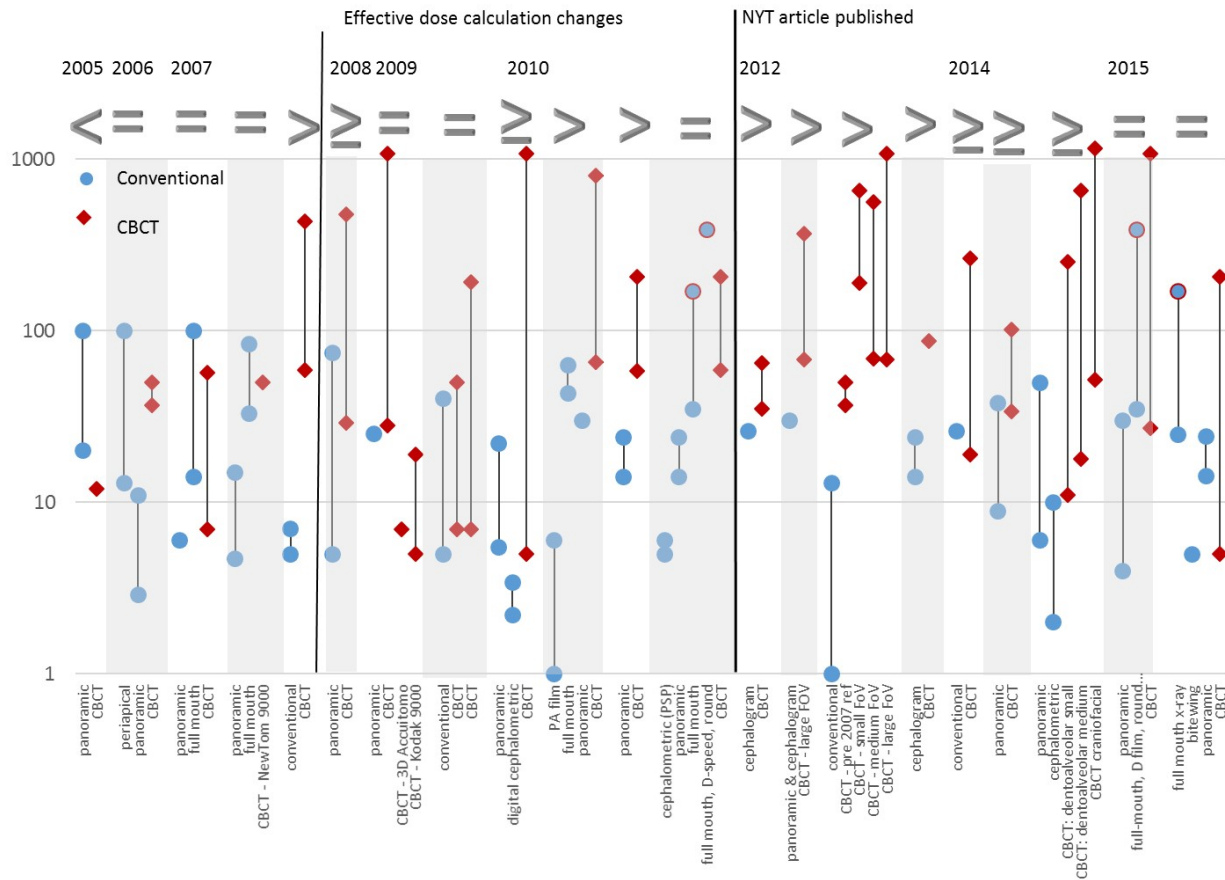 Effective dose calculation changes
NYT article published
2005
2006
2007
2008
2009
2010
2012
2014
2015
< = = = > ≥ = = ≥ > > = > > > > ≥ ≥ ≥ = =
1000
Conventional
CBCT
100
10
1
panoramic
CBCT
periapical
panoramic
CBCT
panoramic
full mouth
CBCT
panoramic
full mouth
CBCT - NewTom 9000
conventional
CBCT
panoramic
CBCT
panoramic
CBCT
CBCT - 3D Accuitomo
CBCT - Kodak 9000
conventional
CBCT
CBCT
panoramic
digital cephalometric
CBCT
PA film
full mouth
panoramic
CBCT
panoramic
CBCT
cephalometric (PSP)
panoramic
full mouth
full mouth, D-speed, round
CBCT
cephalogram
CBCT
panoramic & cephalogram
CBCT - large FOV
conventional
CBCT - pre 2007 ref
CBCT - small FoV
CBCT - medium FoV
CBCT - large FoV
cephalogram
CBCT
conventional
CBCT
panoramic
CBCT
panoramic
cephalometric
CBCT: dentoalveolar small
CBCT: dentoalveolar medium
CBCT craniofacial
panoramic
full-mouth, D film, round...
CBCT
full mouth x-ray
bitewing
panoramic
CBCT